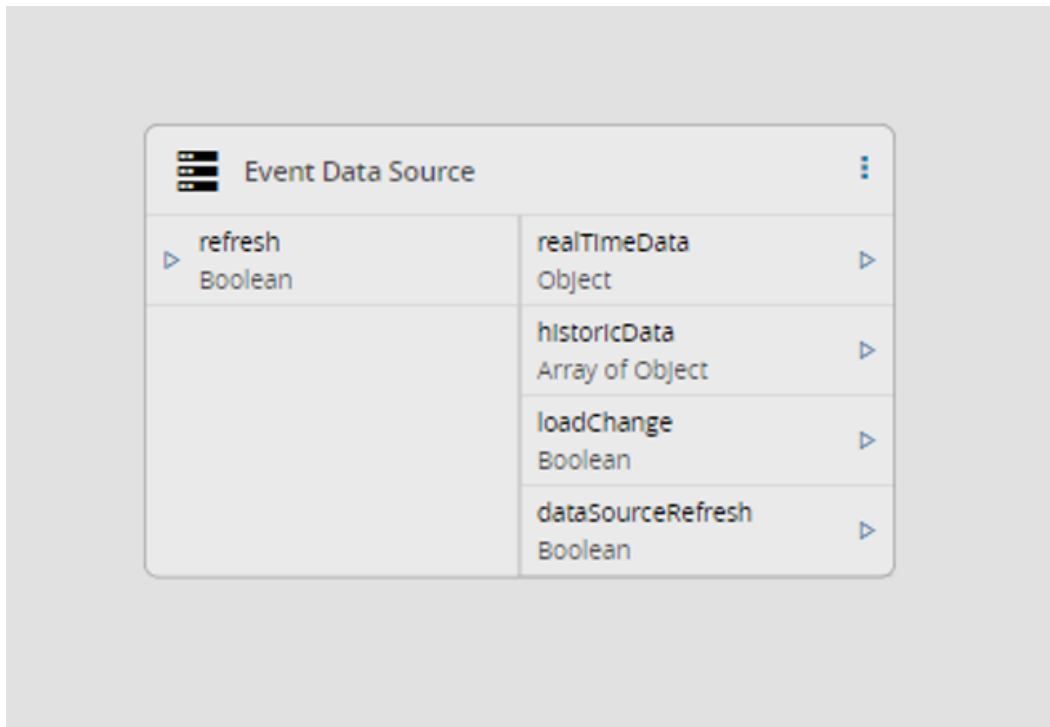 Event Data Source
refresh
Boolean
realTimeData
Object
historicData
Array of Object
loadChange
Boolean
dataSourceRefresh
Boolean